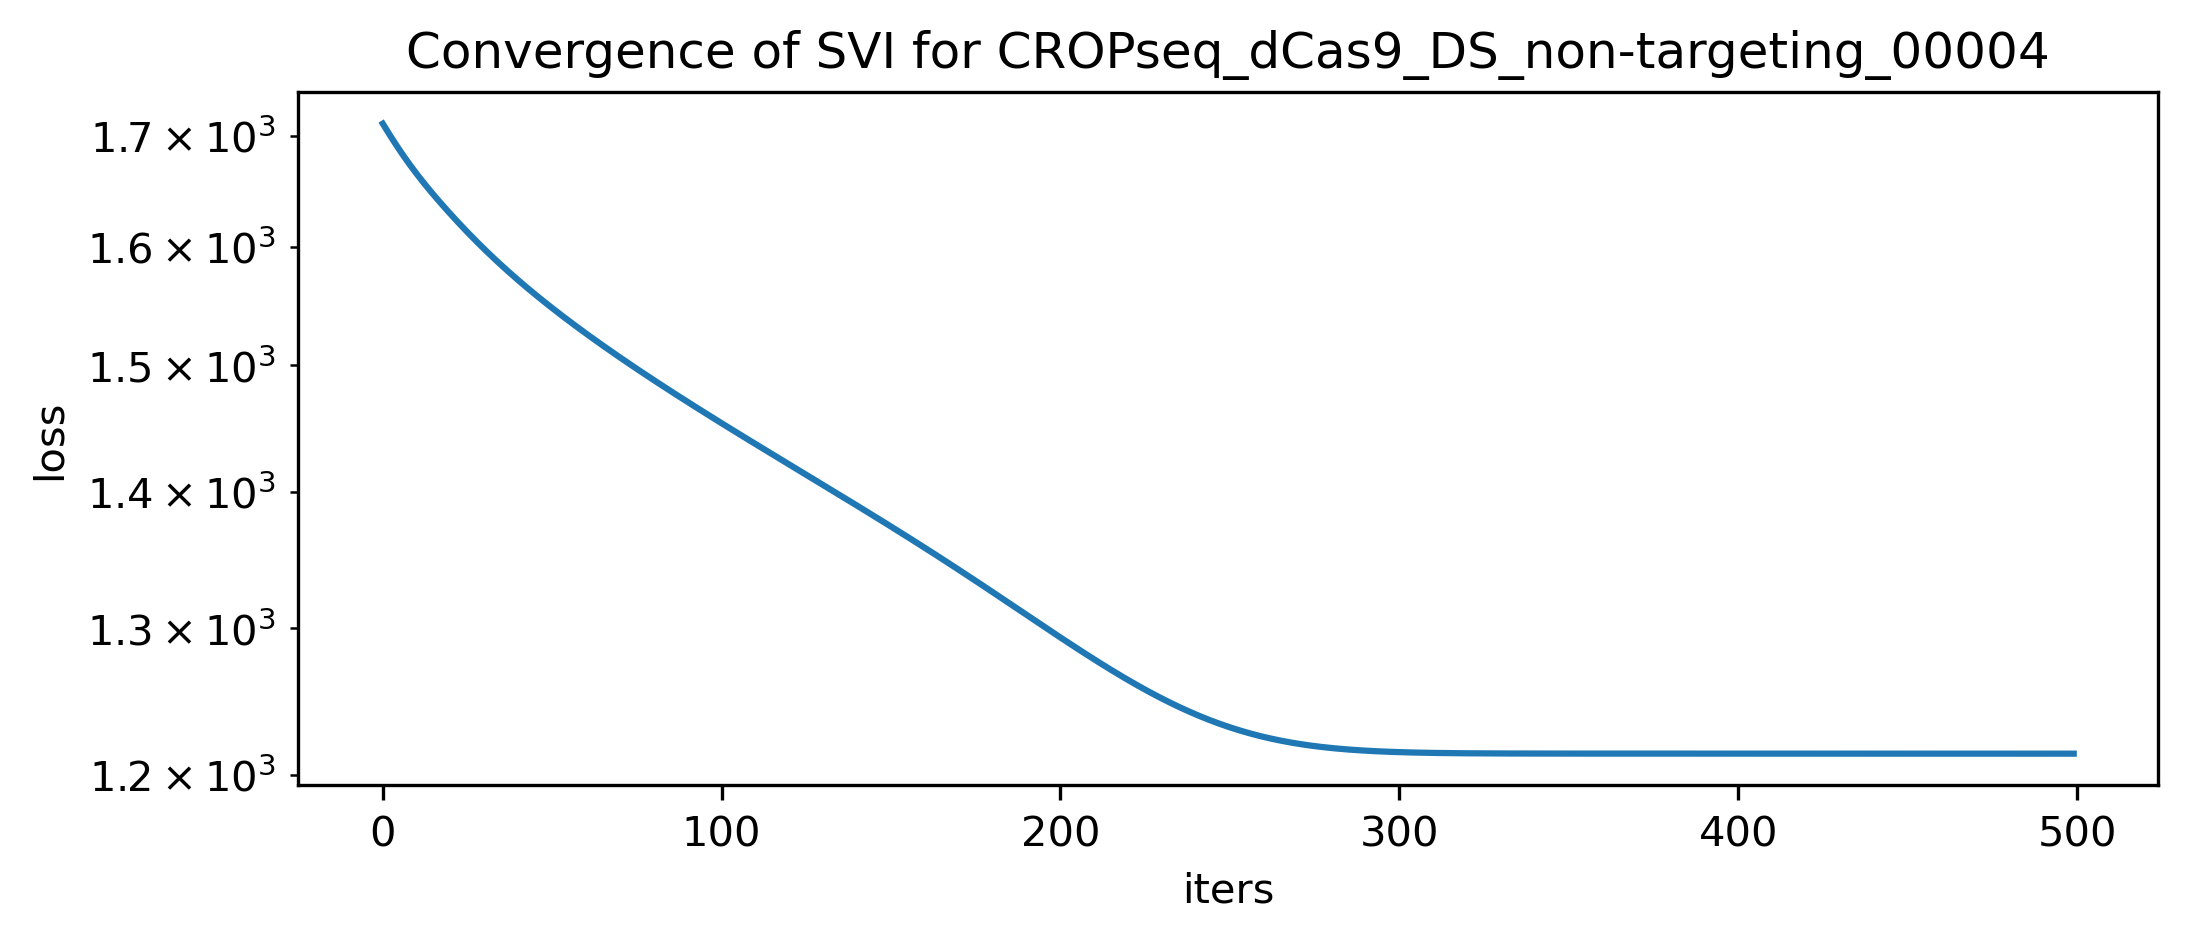 Convergence of SVI for CROPseq_dCas9_DS_non-targeting_00004
1.7 × 10³
1.6 × 10³
1.5 × 10³
1.4 × 10³
1.3 × 10³
1.2 × 10³
loss
0 100 200 300 400 500
iters